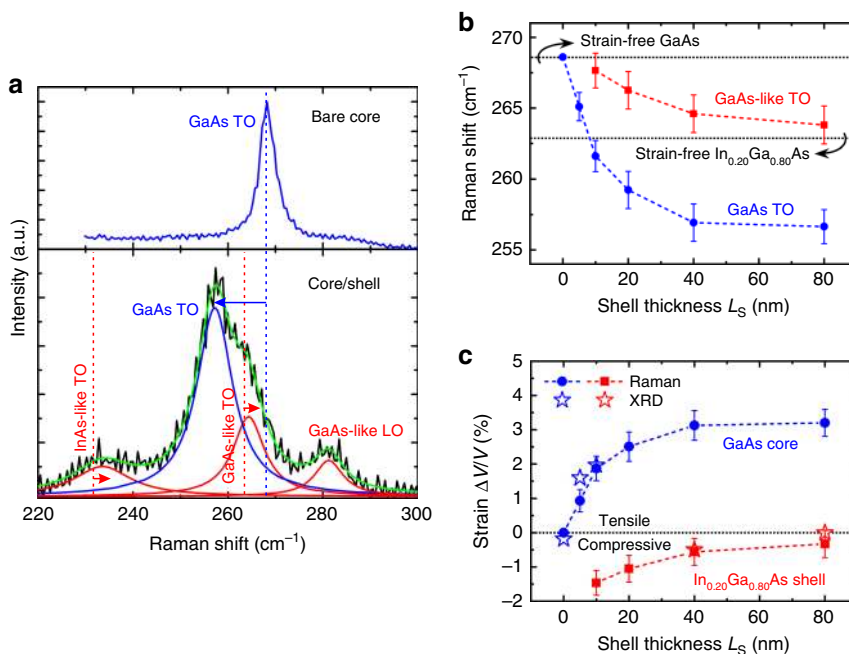 a
Bare core
GaAs TO
Core/shell
GaAs TO
InAs-like TO
GaAs-like TO
GaAs-like LO
Intensity (a.u.)
220 240 260 280 300
Raman shift (cm⁻¹)
b
Strain-free GaAs
GaAs-like TO
Strain-free In₀.₂₀Ga₀.₈₀As
GaAs TO
270
265
260
255
Raman shift (cm⁻¹)
0 20 40 60 80
Shell thickness Lₛ (nm)
c
Raman
XRD
GaAs core
Tensile
Compressive
In₀.₂₀Ga₀.₈₀As shell
5
4
3
2
1
0
−1
−2
Strain ΔV/V (%)
0 20 40 60 80
Shell thickness Lₛ (nm)